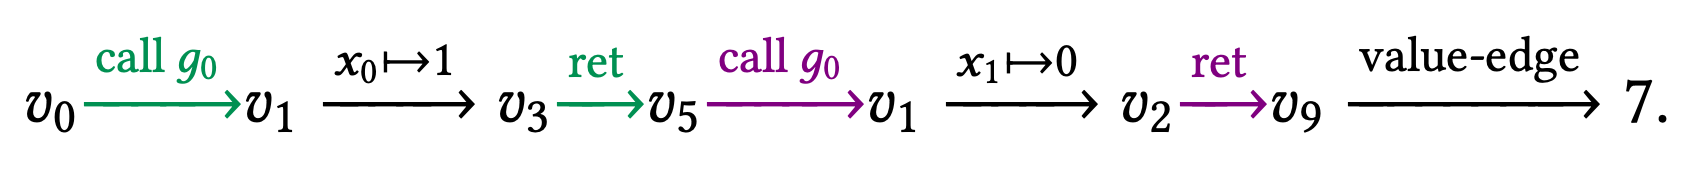 v₀ —call g₀→ v₁ —x₀↦1→ v₃ —ret→ v₅ —call g₀→ v₁ —x₁↦0→ v₂ —ret→ v₉ —value-edge→ 7.